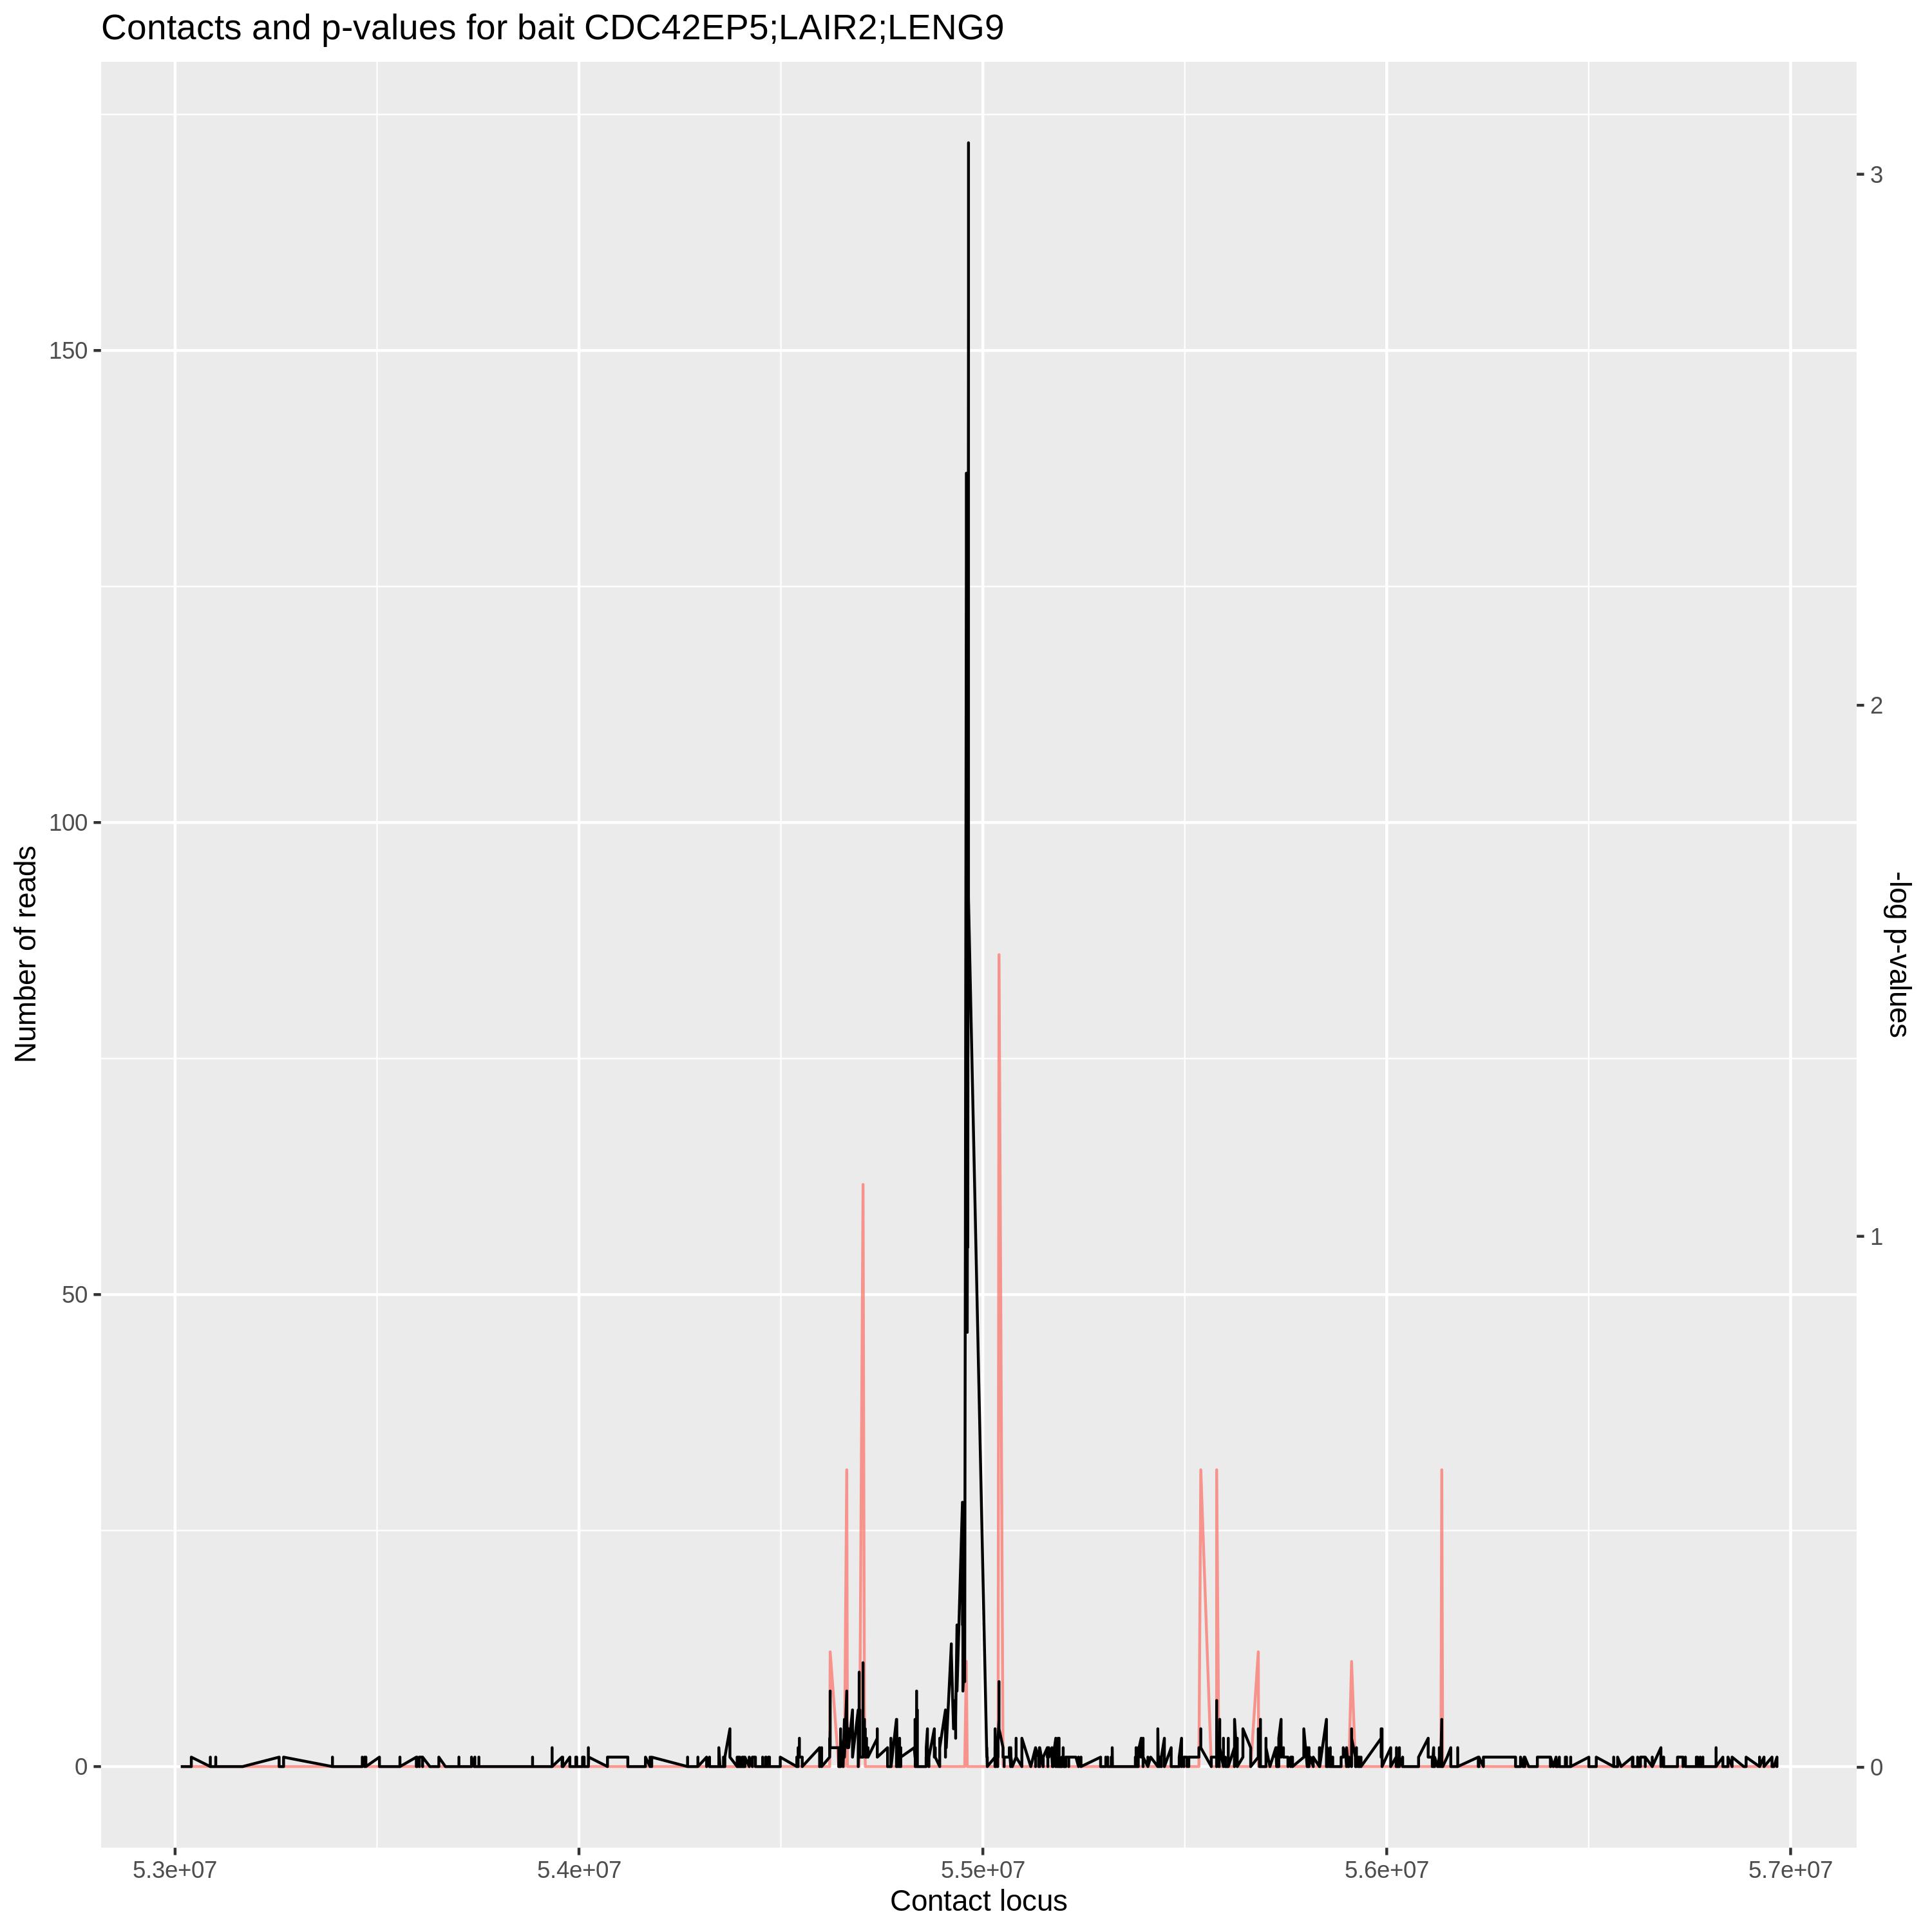 Contacts and p-values for bait CDC42EP5;LAIR2;LENG9
Number of reads
150
100
50
0
3
2
1
0
-log p-values
5.3e+07
5.4e+07
5.5e+07
5.6e+07
5.7e+07
Contact locus